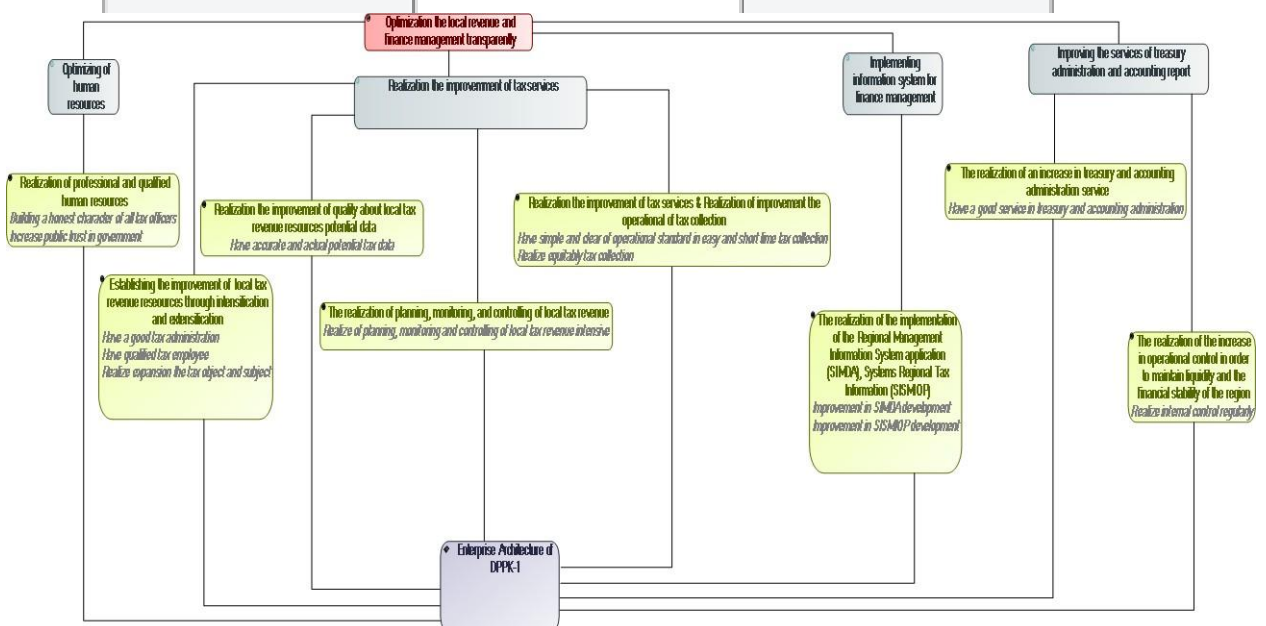 Optimization the local revenue and
finance management transparently
Optimizing of
human
resources
Realization the improvement of tax services
Implementing
information system for
finance management
Improving the services of treasury
administration and accounting report
Realization of professional and qualified
human resources
Building a honest character of all tax officers
Increase public trust in government
Realization the improvement of quality about local tax
revenue resources potential data
Have accurate and actual potential tax data
Realization the improvement of tax services & Realization of improvement the
operational of tax collection
Have simple and clear of operational standard in easy and short time tax collection
Realize equitably tax collection
The realization of an increase in treasury and accounting
administration service
Have a good service in treasury and accounting administration
Establishing the improvement of local tax
revenue reseources through intensification
and extensification
Have a good tax administration
Have qualified tax employee
Realize expansion the tax object and subject
The realization of planning, monitoring, and controlling of local tax revenue
Realize of planning, monitoring and controlling of local tax revenue intensive
The realization of the implementation
of the Regional Management
Information System application
(SIMDA), Systems Regional Tax
Information (SISMIOP)
Improvement in SIMDA development
Improvement in SISMIOP development
The realization of the increase
in operational control in order
to maintain liquidity and the
financial stability of the region
Realize internal control regularly
Enterprise Architecture of
DPPK-1